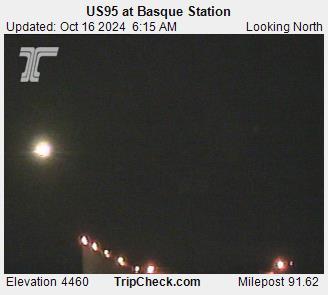 US95 at Basque Station
Updated: Oct 16 2024 6:15 AM Looking North
Elevation 4460 TripCheck.com Milepost 91.62